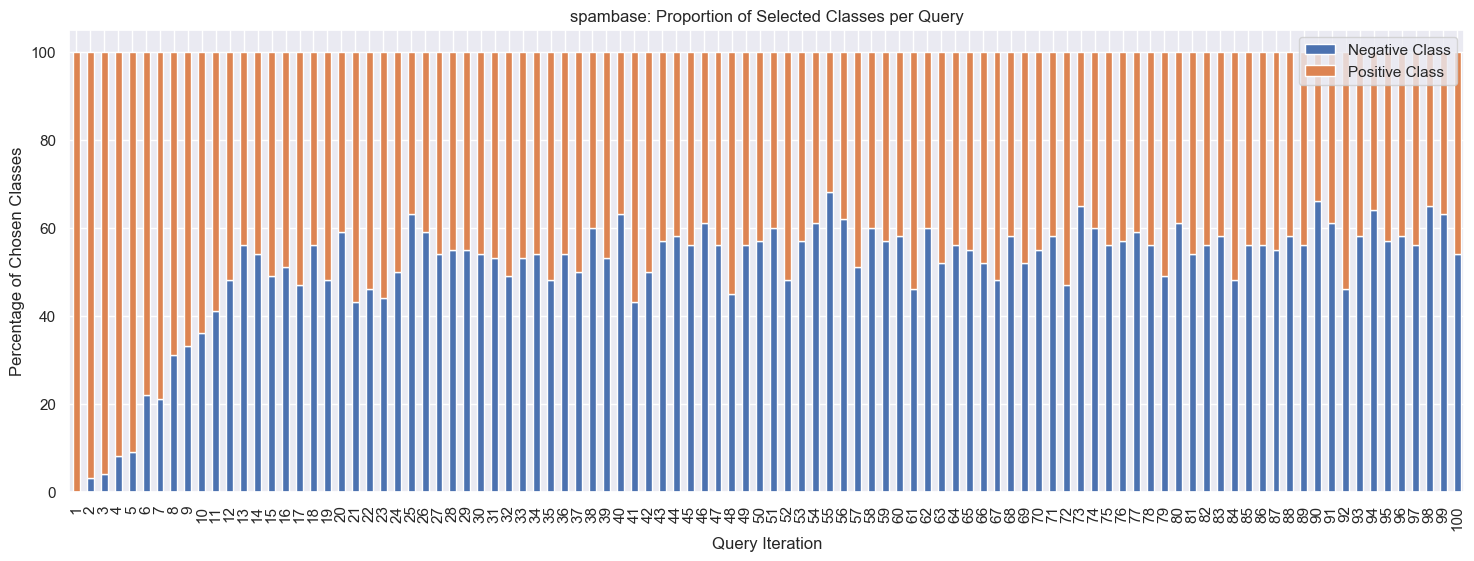 spambase: Proportion of Selected Classes per Query
Negative Class
Positive Class
Percentage of Chosen Classes
100
80
60
40
20
0
1 2 3 4 5 6 7 8 9 10 11 12 13 14 15 16 17 18 19 20 21 22 23 24 25 26 27 28 29 30 31 32 33 34 35 36 37 38 39 40 41 42 43 44 45 46 47 48 49 50 51 52 53 54 55 56 57 58 59 60 61 62 63 64 65 66 67 68 69 70 71 72 73 74 75 76 77 78 79 80 81 82 83 84 85 86 87 88 89 90 91 92 93 94 95 96 97 98 99 100
Query Iteration